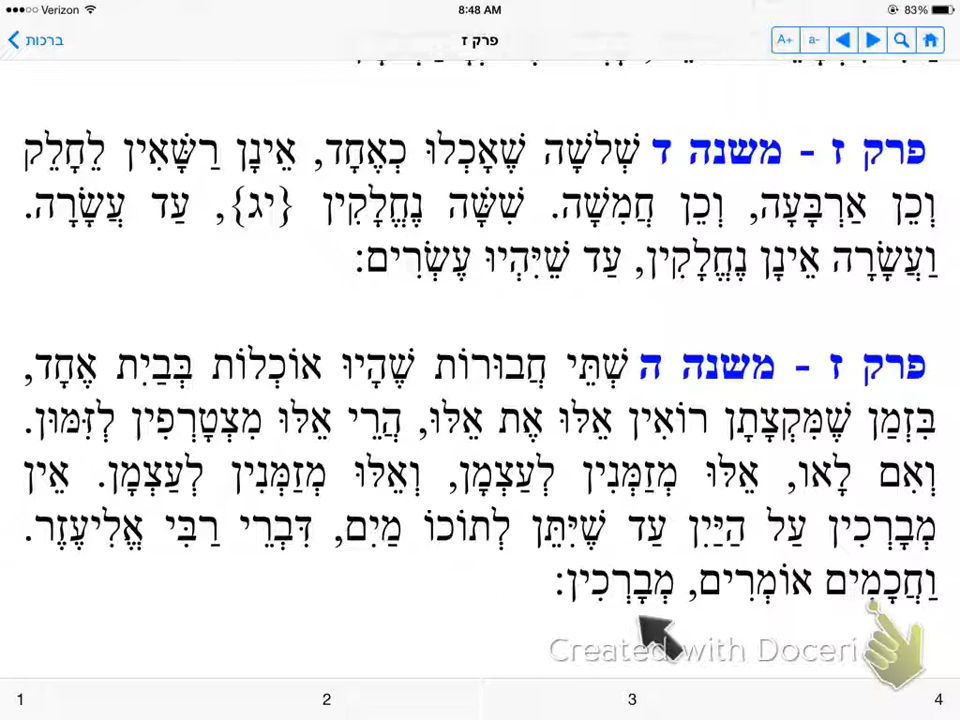 Verizon 8:48 AM 83%
ברכות פרק ז A+ a-
פרק ז - משנה ד שְׁלשָׁה שֶׁאָכְלוּ כְאֶחָד, אֵינָן רַשָּׁאִין לֵחָלֵק
וְכֵן אַרְבָּעָה, וְכֵן חֲמִשָּׁה. שִׁשָּׁה נֶחֱלָקִין {יג}, עַד עֲשָׂרָה.
וַעֲשָׂרָה אֵינָן נֶחֱלָקִין, עַד שֶׁיִּהְיוּ עֶשְׂרִים:
פרק ז - משנה ה שְׁתֵּי חֲבוּרוֹת שֶׁהָיוּ אוֹכְלוֹת בְּבַיִת אֶחָד,
בִּזְמַן שֶׁמִּקְצָתָן רוֹאִין אֵלּוּ אֶת אֵלּוּ, הֲרֵי אֵלּוּ מִצְטָרְפִין לְזִמּוּן.
וְאִם לָאו, אֵלּוּ מְזַמְּנִין לְעַצְמָן, וְאֵלּוּ מְזַמְּנִין לְעַצְמָן. אֵין
מְבָרְכִין עַל הַיַּיִן עַד שֶׁיִּתֵּן לְתוֹכוֹ מַיִם, דִּבְרֵי רַבִּי אֱלִיעֶזֶר.
וַחֲכָמִים אוֹמְרִים, מְבָרְכִין:
Created with Doceri
1 2 3 4